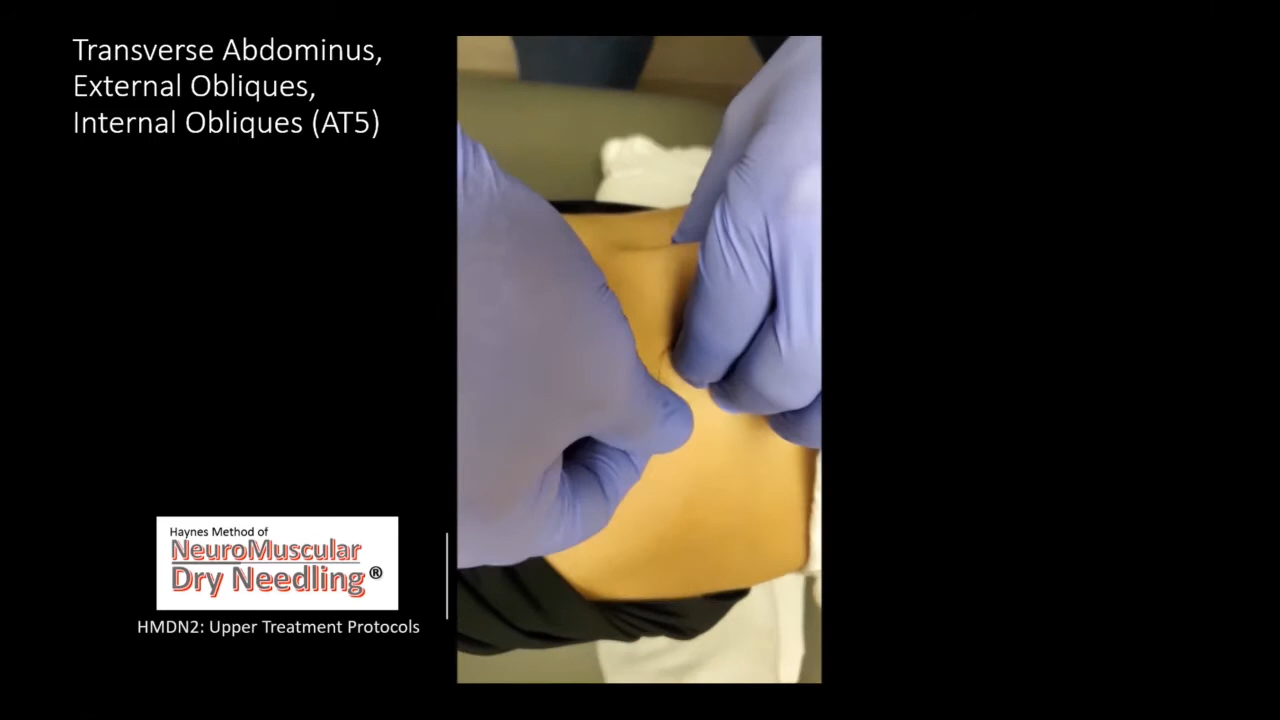 Transverse Abdominus,
External Obliques,
Internal Obliques (AT5)
Haynes Method of
NeuroMuscular
Dry Needling®
HMDN2: Upper Treatment Protocols